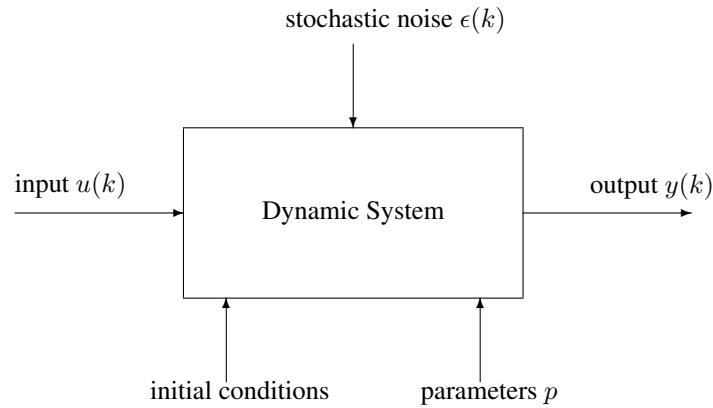 stochastic noise ϵ(k)
input u(k)
output y(k)
Dynamic System
initial conditions
parameters p